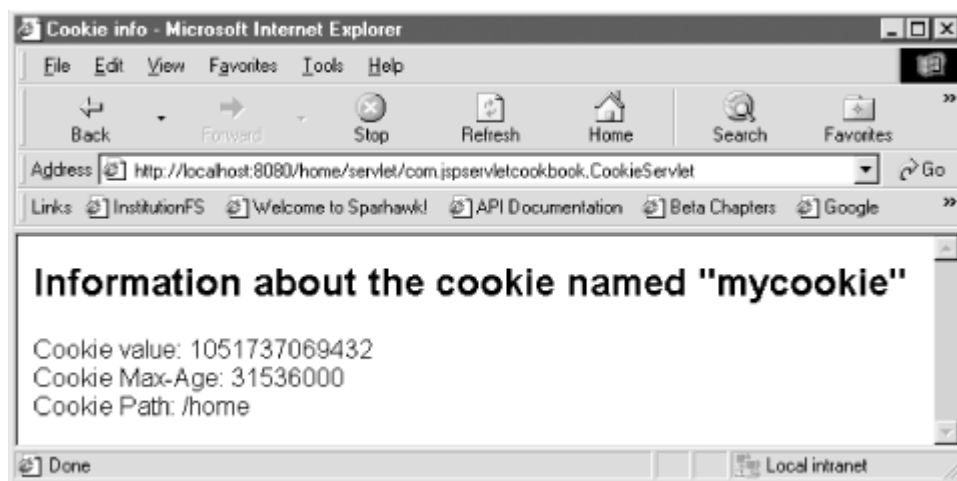 Cookie info - Microsoft Internet Explorer
File Edit View Favorites Tools Help
Back Forward Stop Refresh Home Search Favorites »
Address http://localhost:8080/home/servlet/com.jspservletcookbook.CookieServlet Go
Links InstitutionFS Welcome to Sparhawk! API Documentation Beta Chapters Google »
Information about the cookie named "mycookie"
Cookie value: 1051737069432
Cookie Max-Age: 31536000
Cookie Path: /home
Done Local intranet